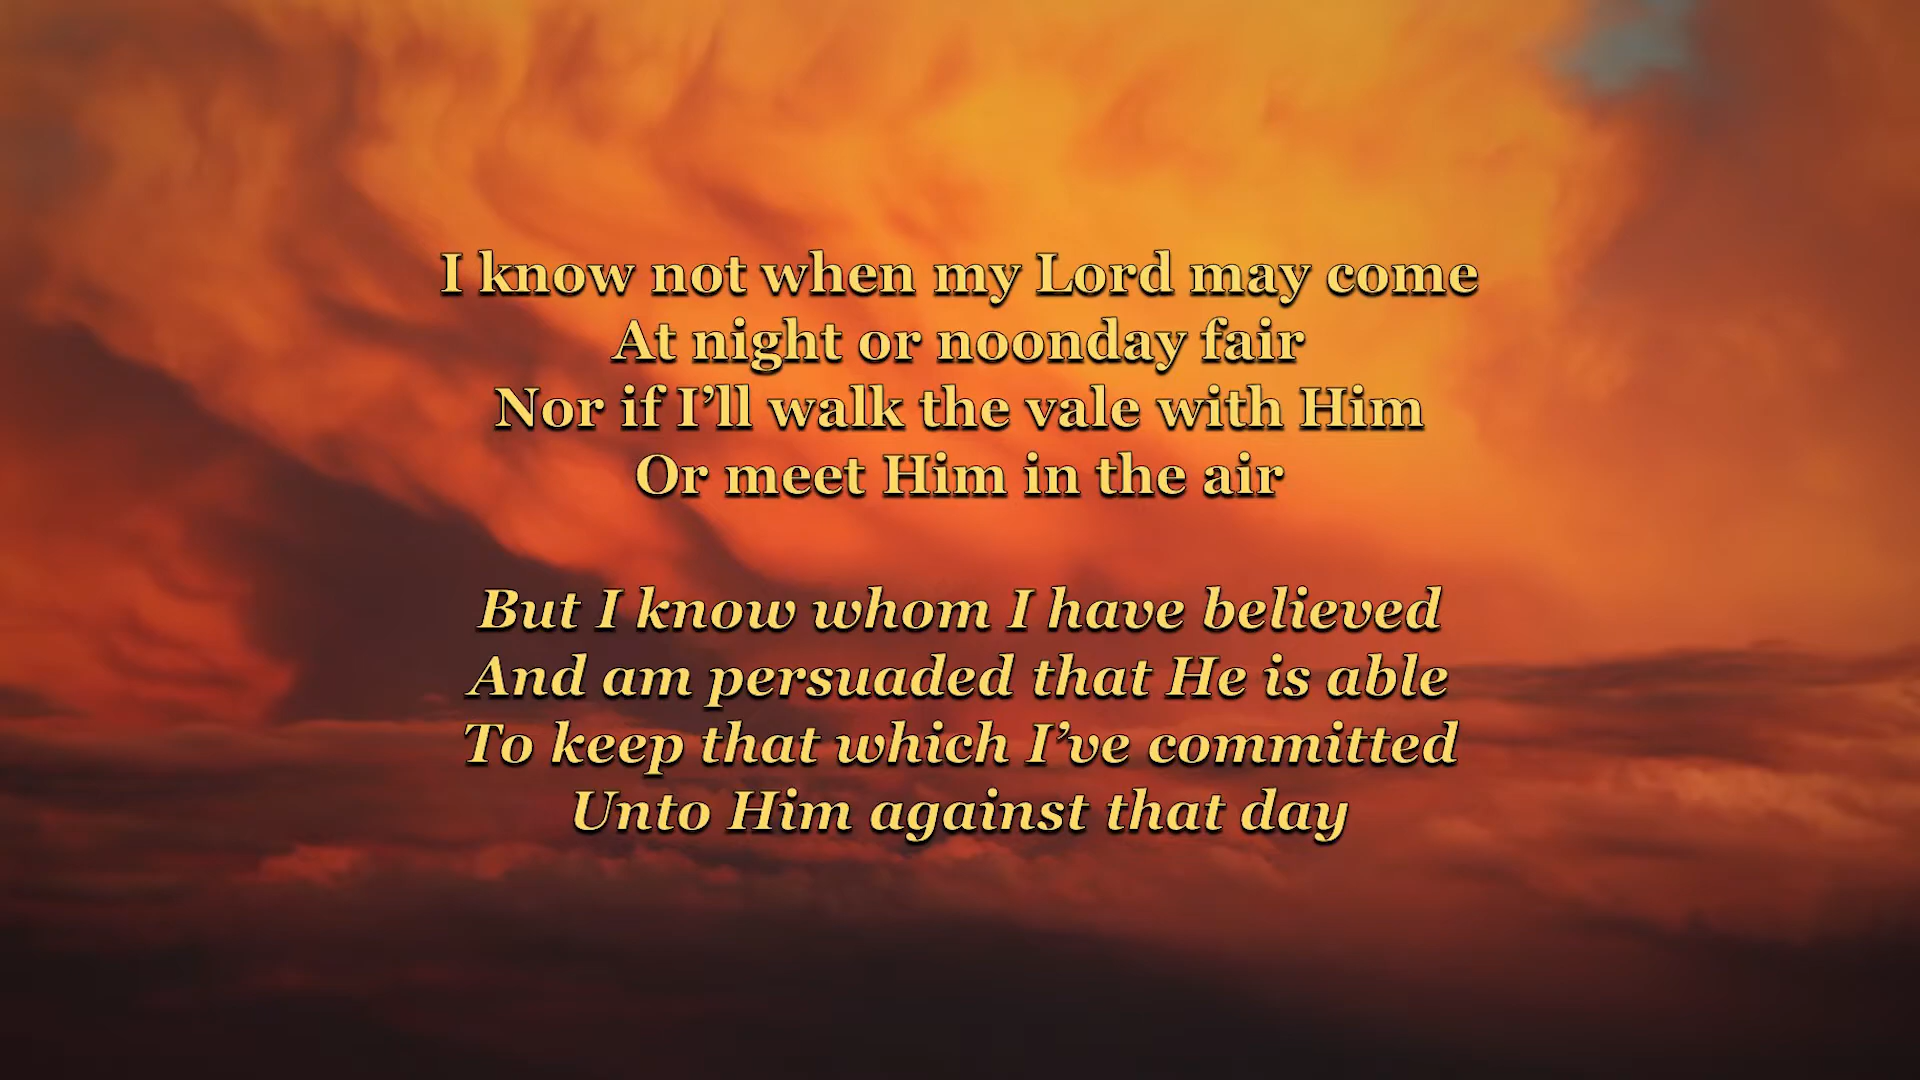 I know not when my Lord may come
At night or noonday fair
Nor if I’ll walk the vale with Him
Or meet Him in the air
But I know whom I have believed
And am persuaded that He is able
To keep that which I’ve committed
Unto Him against that day